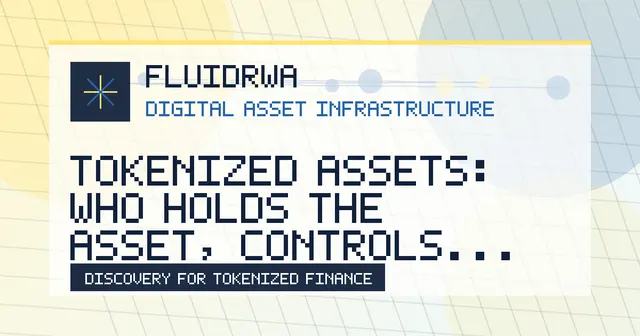 FLUIDRWA
DIGITAL ASSET INFRASTRUCTURE
TOKENIZED ASSETS:
WHO HOLDS THE
ASSET, CONTROLS...
DISCOVERY FOR TOKENIZED FINANCE